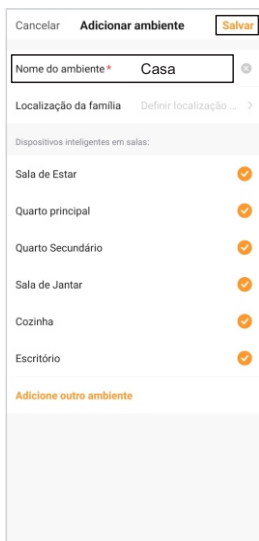 Cancelar Adicionar ambiente Salvar
Nome do ambiente * Casa
Localização da família Definir localização ... >
Dispositivos inteligentes em salas:
Sala de Estar
Quarto principal
Quarto Secundário
Sala de Jantar
Cozinha
Escritório
Adicione outro ambiente